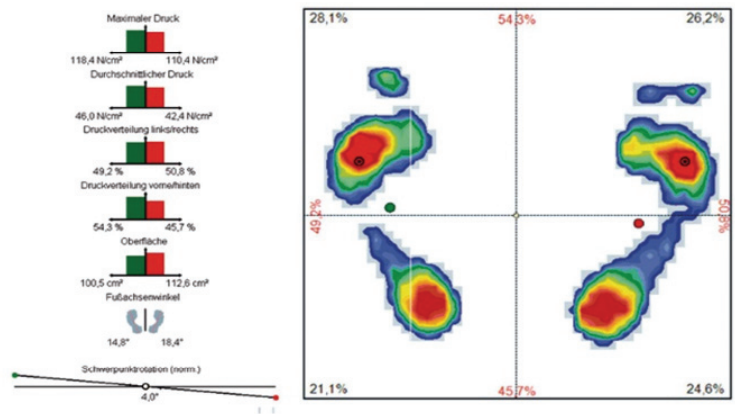 Maximaler Druck
118,4 N/cm² 110,4 N/cm²
Durchschnittlicher Druck
46,0 N/cm² 42,4 N/cm²
Druckverteilung links/rechts
49,2 % 50,8 %
Druckverteilung vorne/hinten
54,3 % 45,7 %
Oberfläche
100,5 cm² 112,6 cm²
Fußachsenwinkel
14,8° 18,4°
Schwerpunktrotation (norm.)
4,0°
28,1% 54,3% 26,2%
49,2% 50,8%
21,1% 45,7% 24,6%